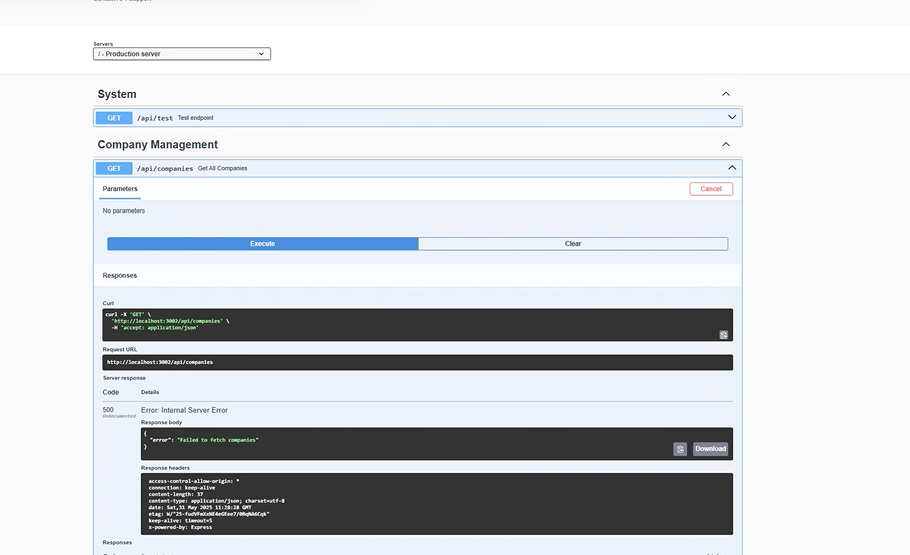 Servers
/ - Production server
System
GET /api/test Test endpoint
Company Management
GET /api/companies Get All Companies
Parameters
Cancel
No parameters
Execute
Clear
Responses
Curl
curl -X 'GET' \
'http://localhost:3002/api/companies' \
-H 'accept: application/json'
Request URL
http://localhost:3002/api/companies
Server response
Code Details
500 Error: Internal Server Error
Undocumented
Response body
{
"error": "Failed to fetch companies"
}
Download
Response headers
access-control-allow-origin: *
connection: keep-alive
content-length: 37
content-type: application/json; charset=utf-8
date: Sat,31 May 2025 11:28:28 GMT
keep-alive: timeout=5
x-powered-by: Express
Responses